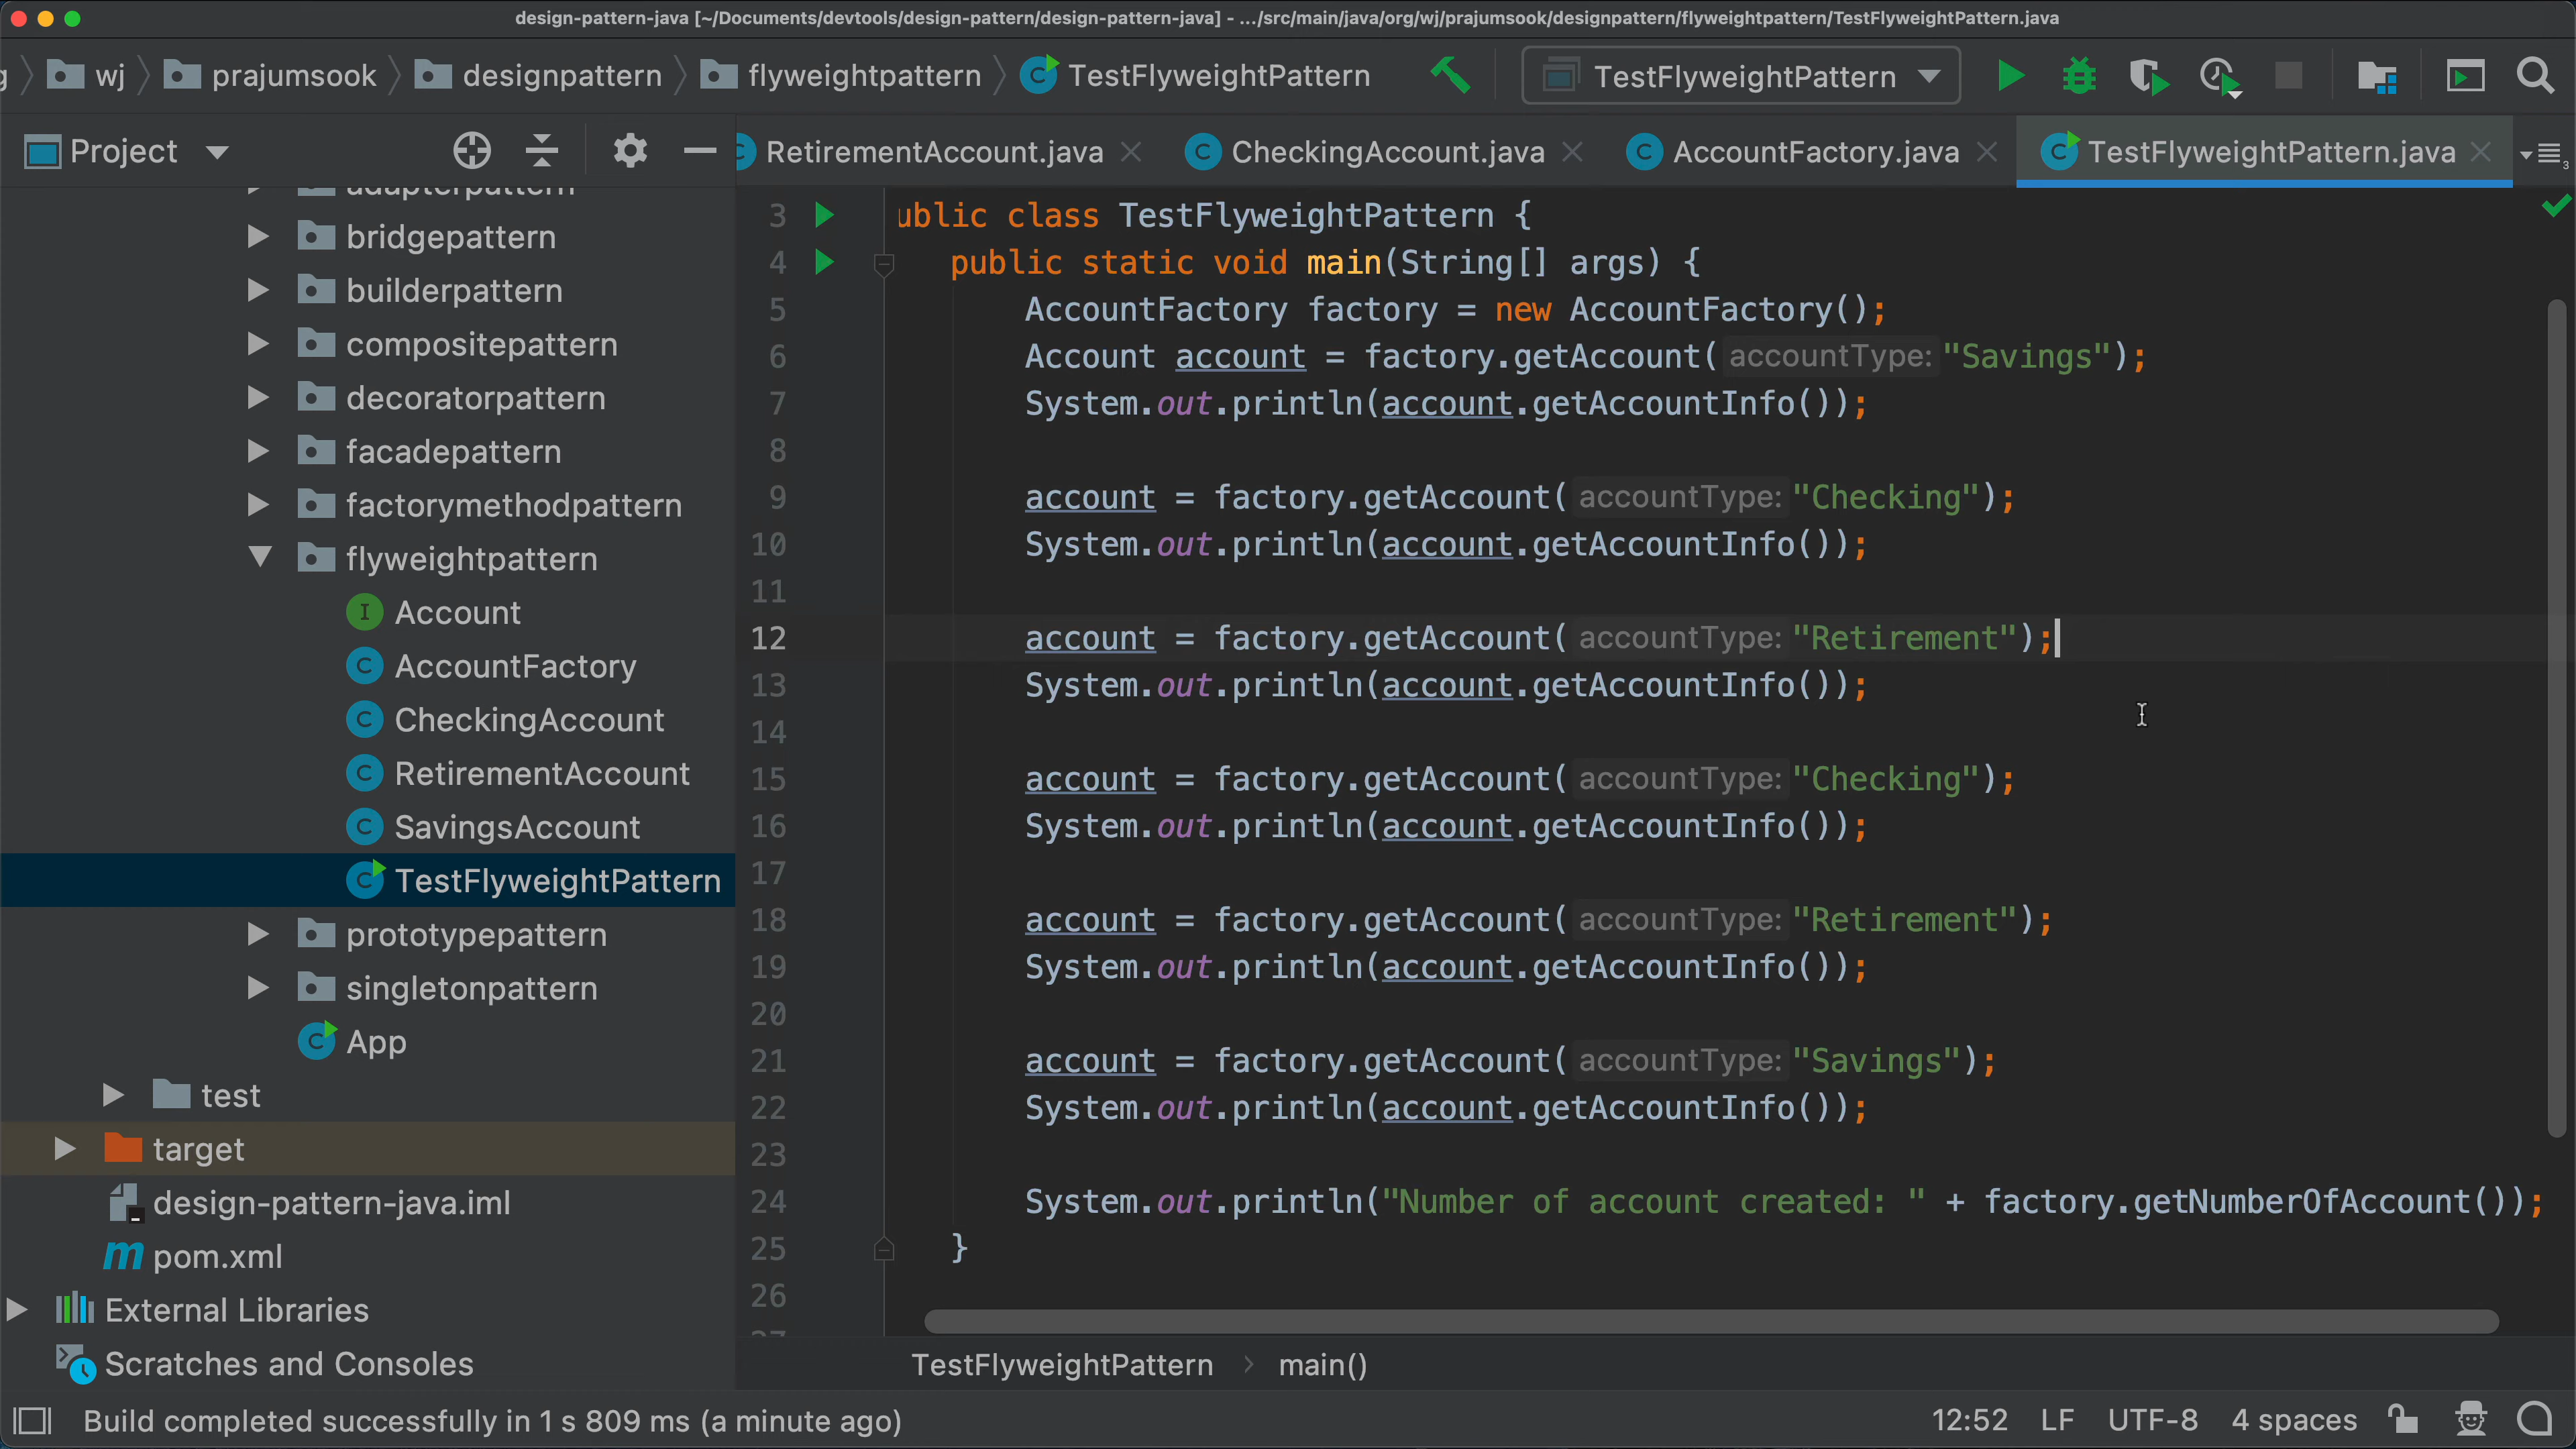 design-pattern-java [~/Documents/devtools/design-pattern/design-pattern-java] - .../src/main/java/org/wj/prajumsook/designpattern/flyweightpattern/TestFlyweightPattern.java
wj prajumsook designpattern flyweightpattern TestFlyweightPattern TestFlyweightPattern
Project RetirementAccount.java CheckingAccount.java AccountFactory.java TestFlyweightPattern.java 3
adapterpattern
bridgepattern
builderpattern
compositepattern
decoratorpattern
facadepattern
factorymethodpattern
flyweightpattern
Account
AccountFactory
CheckingAccount
RetirementAccount
SavingsAccount
TestFlyweightPattern
prototypepattern
singletonpattern
App
test
target
design-pattern-java.iml
pom.xml
External Libraries
Scratches and Consoles
3 ublic class TestFlyweightPattern {
4 public static void main(String[] args) {
5 AccountFactory factory = new AccountFactory();
6 Account account = factory.getAccount( accountType: "Savings");
7 System.out.println(account.getAccountInfo());
8
9 account = factory.getAccount( accountType: "Checking");
10 System.out.println(account.getAccountInfo());
11
12 account = factory.getAccount( accountType: "Retirement");
13 System.out.println(account.getAccountInfo());
14
15 account = factory.getAccount( accountType: "Checking");
16 System.out.println(account.getAccountInfo());
17
18 account = factory.getAccount( accountType: "Retirement");
19 System.out.println(account.getAccountInfo());
20
21 account = factory.getAccount( accountType: "Savings");
22 System.out.println(account.getAccountInfo());
23
24 System.out.println("Number of account created: " + factory.getNumberOfAccount());
25 }
26
27
TestFlyweightPattern main()
Build completed successfully in 1 s 809 ms (a minute ago) 12:52 LF UTF-8 4 spaces